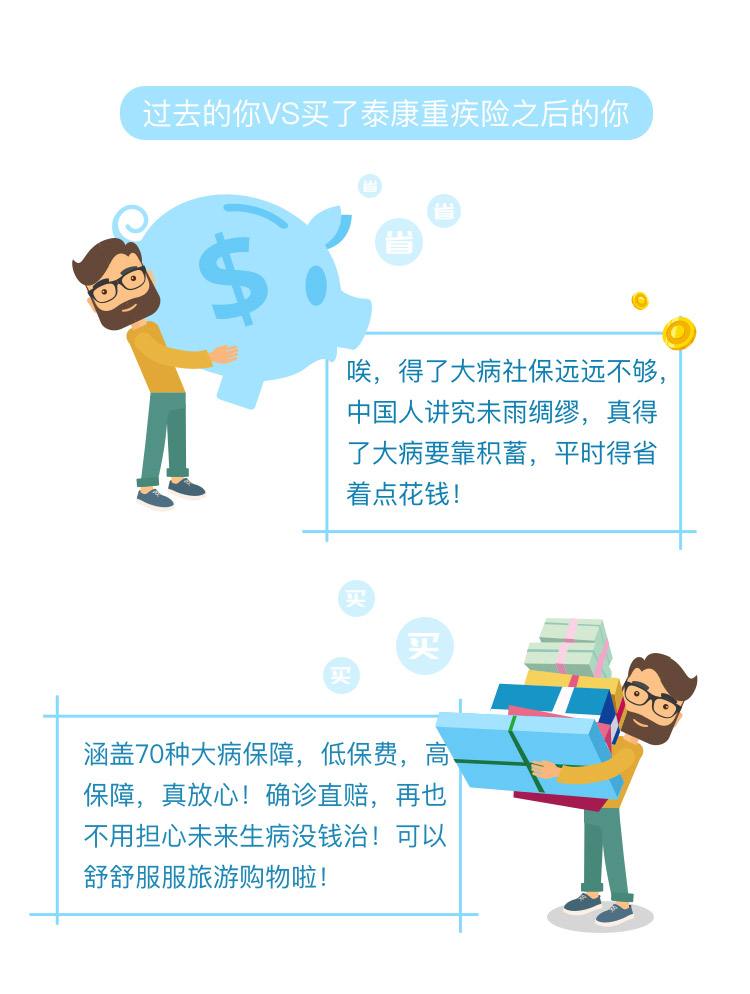 过去的你VS买了泰康重疾险之后的你
省
省
省
$
唉，得了大病社保远远不够，
中国人讲究未雨绸缪，真得
了大病要靠积蓄，平时得省
着点花钱！
买
买
买
涵盖70种大病保障，低保费，高
保障，真放心！确诊直赔，再也
不用担心未来生病没钱治！可以
舒舒服服旅游购物啦！